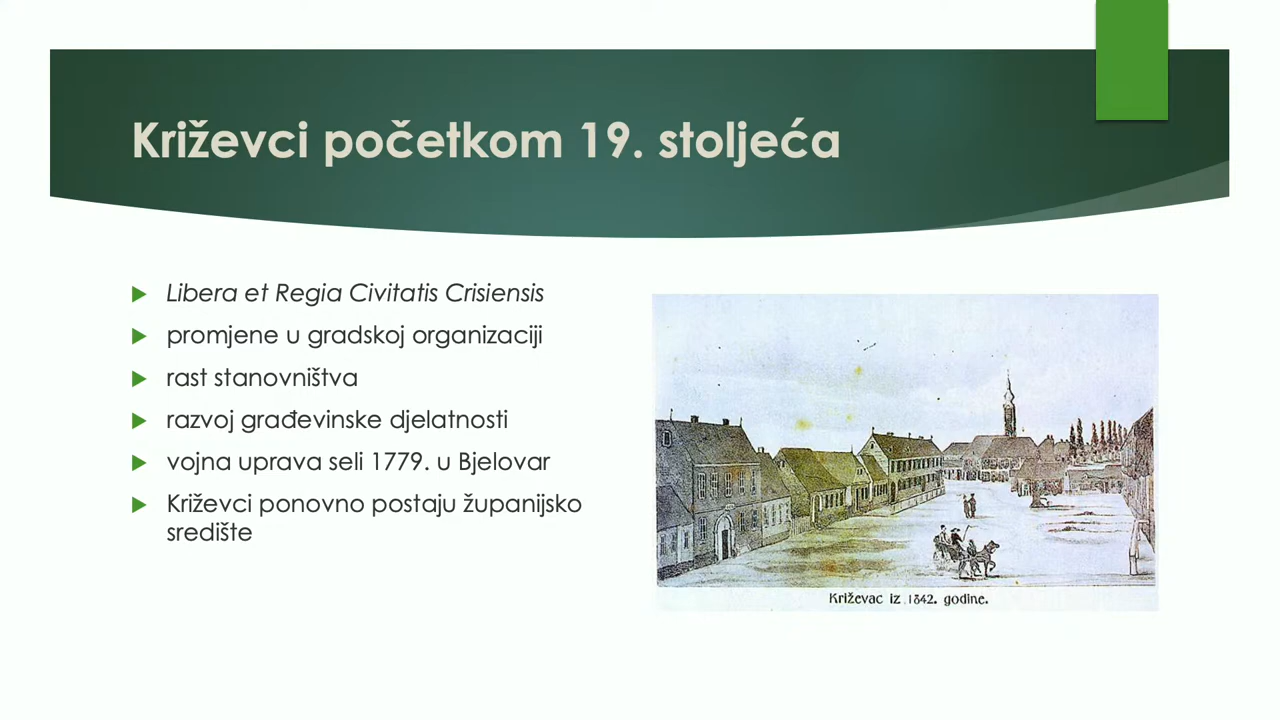 Križevci početkom 19. stoljeća
Libera et Regia Civitatis Crisiensis
promjene u gradskoj organizaciji
rast stanovništva
razvoj građevinske djelatnosti
vojna uprava seli 1779. u Bjelovar
Križevci ponovno postaju županijsko
središte
Križevac iz 1842. godine.